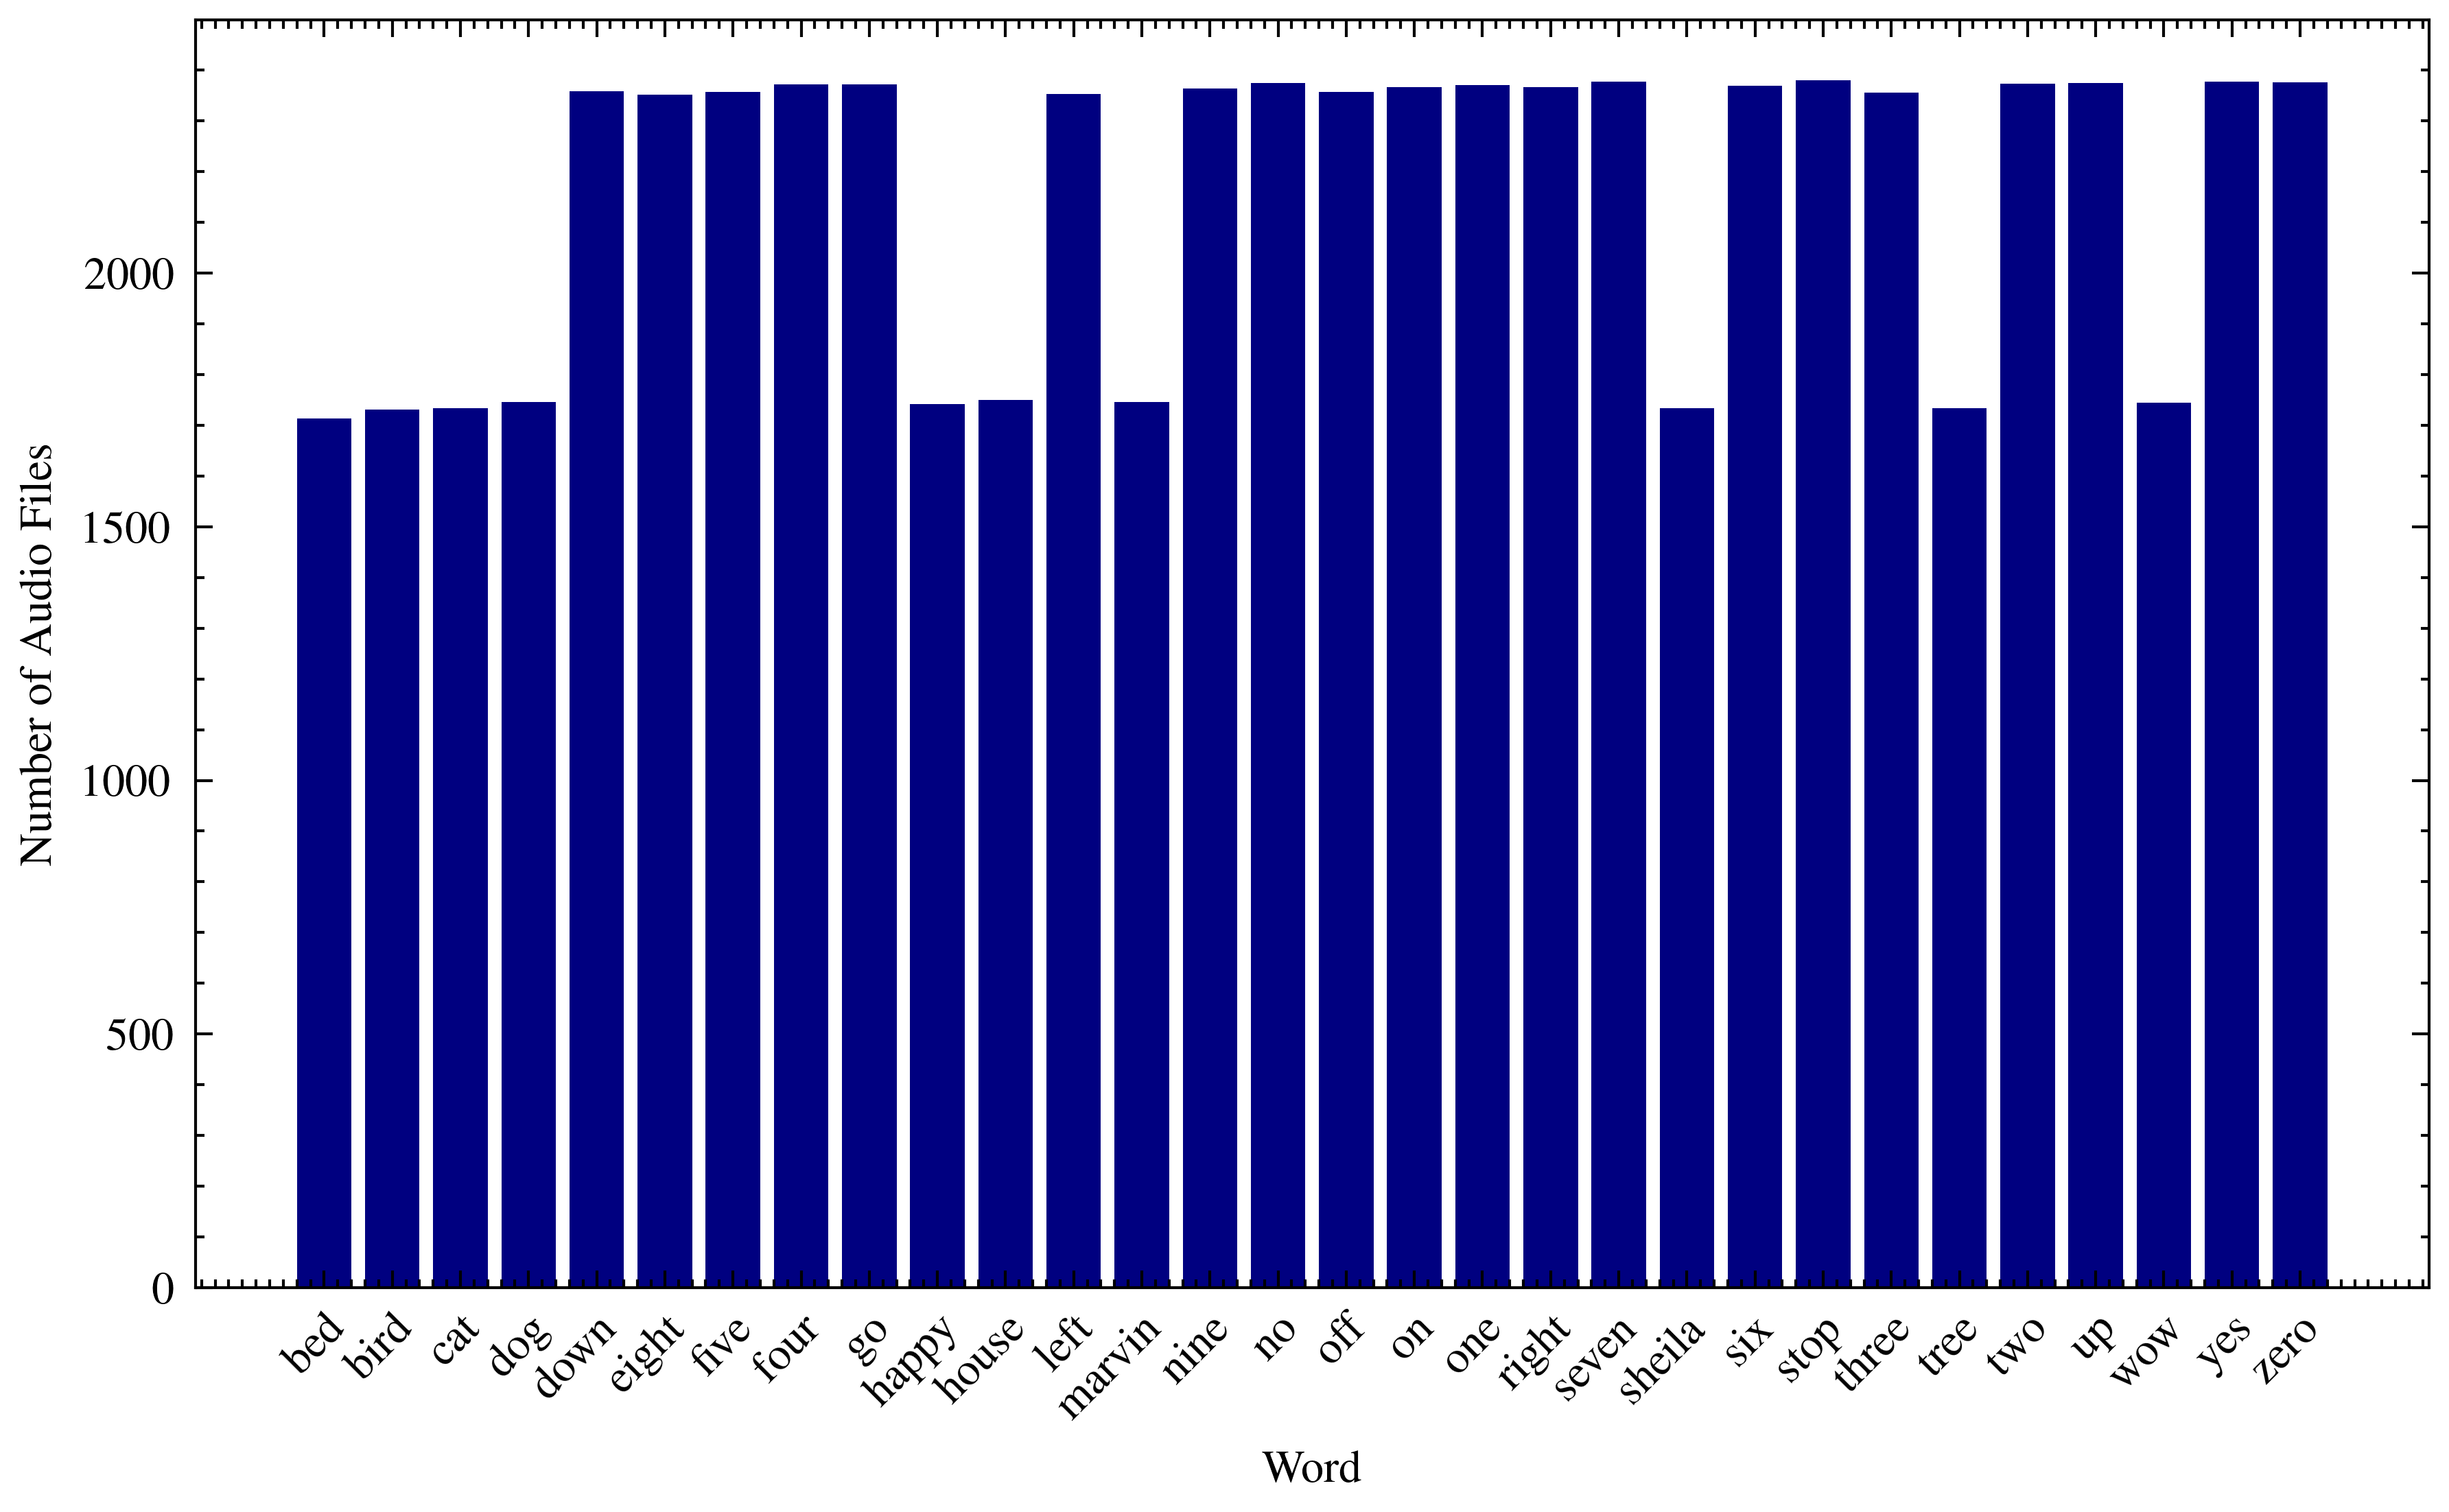 Number of Audio Files
2000
1500
1000
500
0
bed bird cat dog down eight five four go happy house left marvin nine no off on one right seven sheila six stop three tree two up wow yes zero
Word